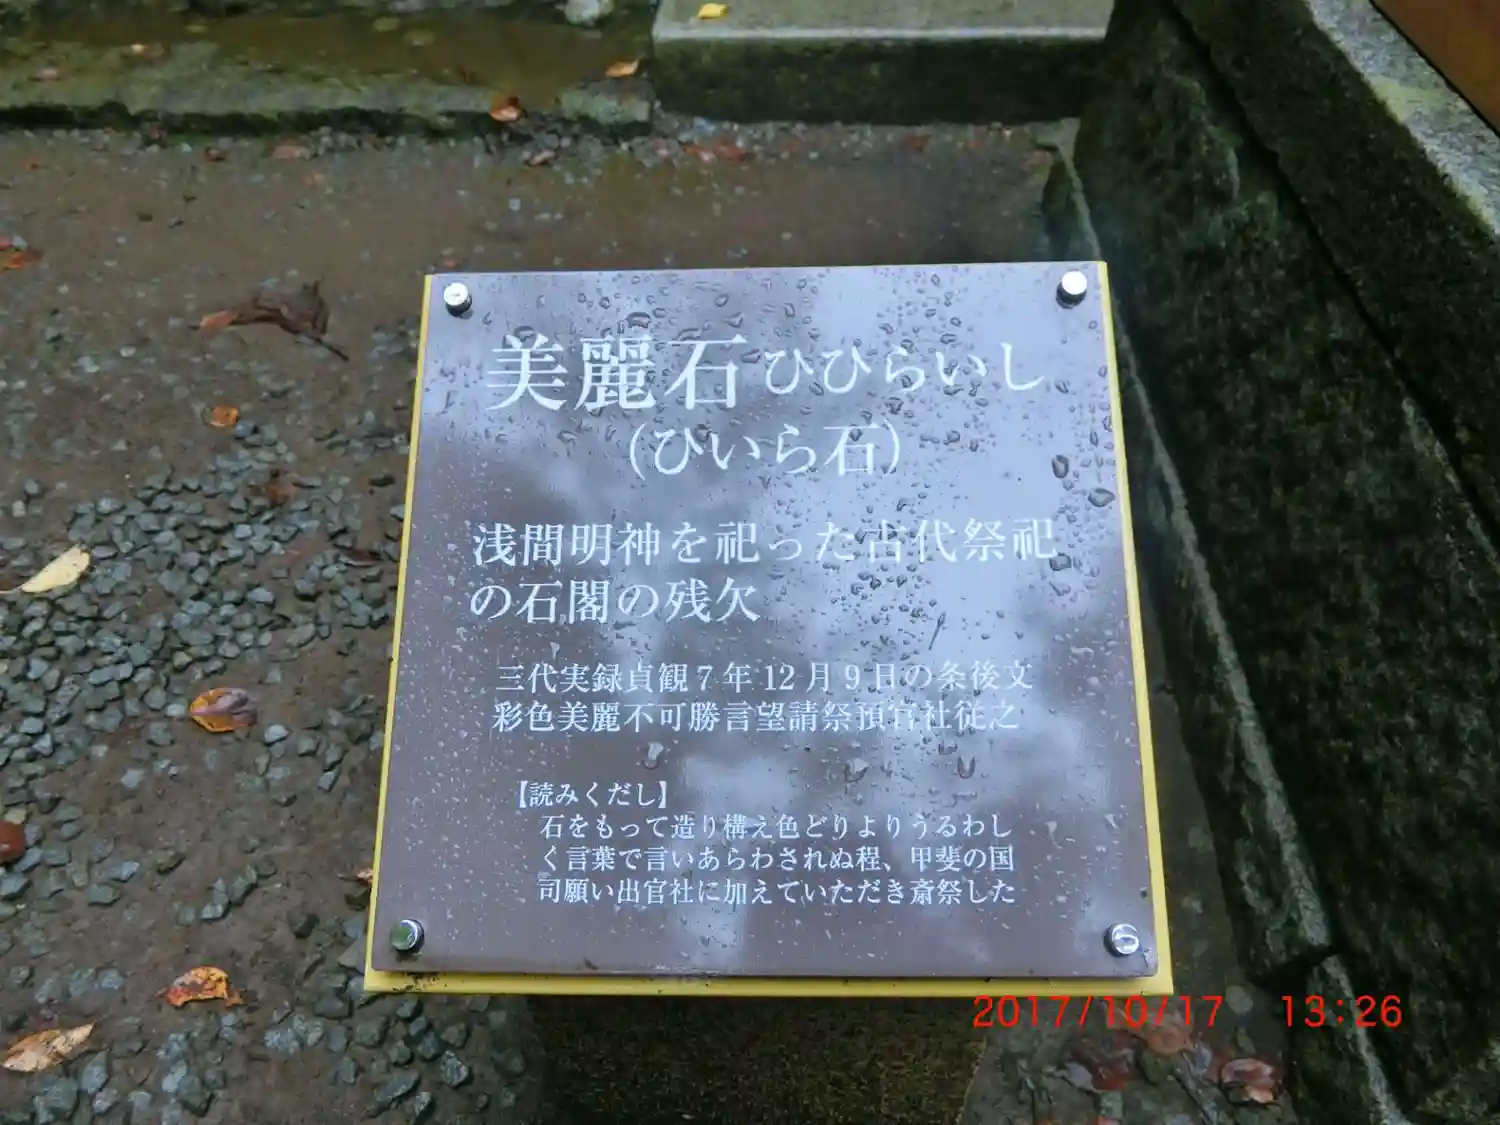 美麗石 ひひらいし
(ひいら石)
浅間明神を祀った古代祭祀
の石閣の残欠
三代実録貞観7年12月9日の条後文
彩色美麗不可勝言望請祭預官社従之
【読みくだし】
石をもって造り構え色どりよりうるわし
く言葉で言いあらわされぬ程、甲斐の国
司願い出官社に加えていただき斎祭した
2017/10/17 13:26